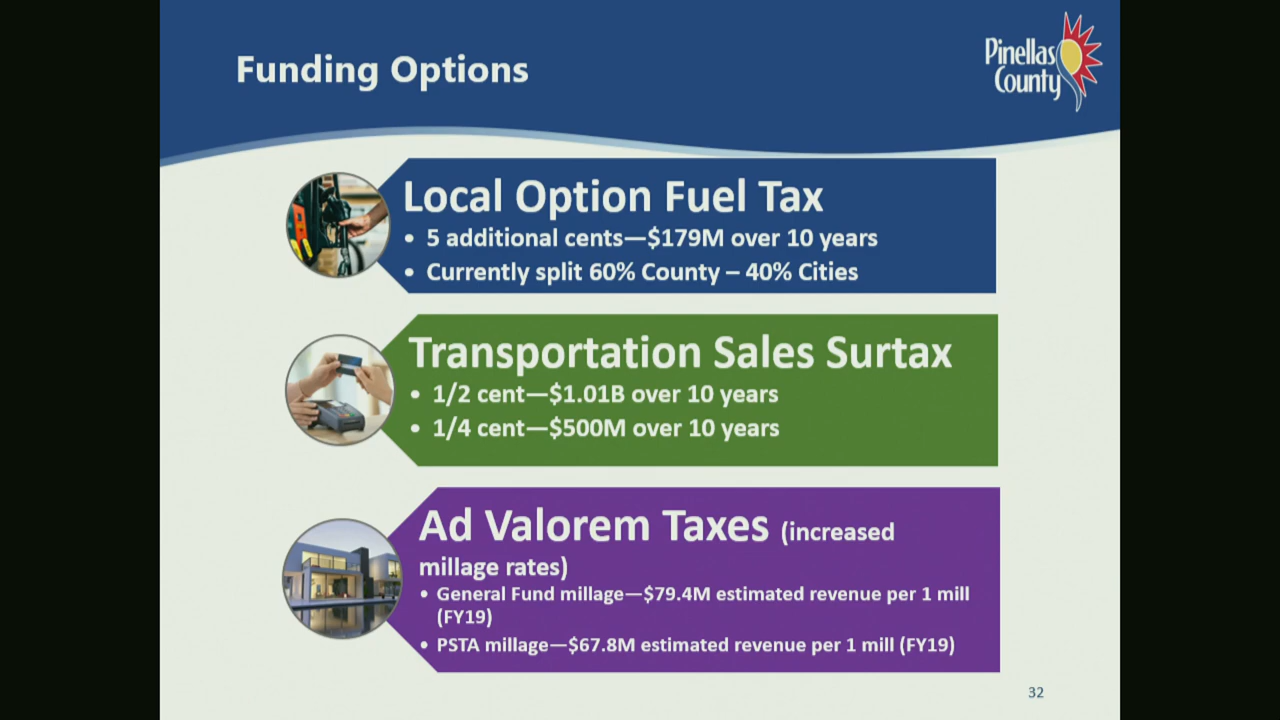 Funding Options
Pinellas
County
Local Option Fuel Tax
• 5 additional cents—$179M over 10 years
• Currently split 60% County – 40% Cities
Transportation Sales Surtax
• 1/2 cent—$1.01B over 10 years
• 1/4 cent—$500M over 10 years
Ad Valorem Taxes (increased
millage rates)
• General Fund millage—$79.4M estimated revenue per 1 mill
(FY19)
• PSTA millage—$67.8M estimated revenue per 1 mill (FY19)
32